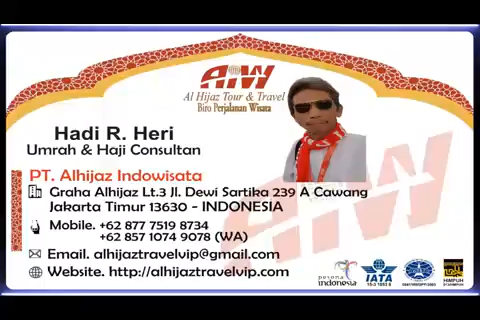 AIW
Al Hijaz Tour & Travel
Biro Perjalanan Wisata
Hadi R. Heri
Umrah & Haji Consultan
PT. Alhijaz Indowisata
Graha Alhijaz Lt.3 Jl. Dewi Sartika 239 A Cawang
Jakarta Timur 13630 - INDONESIA
Mobile. +62 877 7519 8734
+62 857 1074 9078 (WA)
Email. alhijaztravelvip@gmail.com
Website. http://alhijaztravelvip.com
pesona
indonesia
IATA
HIMPUH